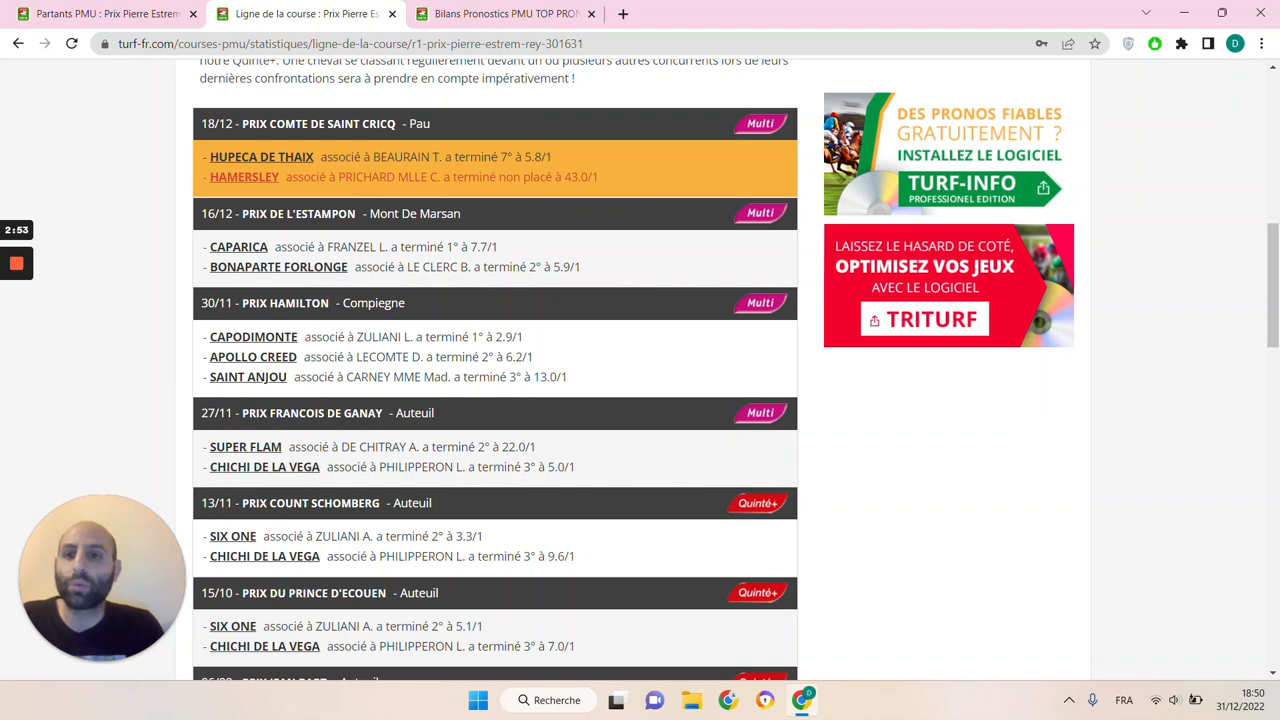 Partants PMU : Prix Pierre Estrem
Ligne de la course : Prix Pierre Es
Bilans Pronostics PMU TOP PRON
turf-fr.com/courses-pmu/statistiques/ligne-de-la-course/r1-prix-pierre-estrem-rey-301631
D
notre Quinté+. Une cheval se classant régulièrement devant un ou plusieurs autres concurrents lors de leurs
dernières confrontations sera à prendre en compte impérativement !
18/12 - PRIX COMTE DE SAINT CRICQ - Pau
Multi
- HUPECA DE THAIX associé à BEAURAIN T. a terminé 7° à 5.8/1
- HAMERSLEY associé à PRICHARD MLLE C. a terminé non placé à 43.0/1
16/12 - PRIX DE L'ESTAMPON - Mont De Marsan
Multi
- CAPARICA associé à FRANZEL L. a terminé 1° à 7.7/1
- BONAPARTE FORLONGE associé à LE CLERC B. a terminé 2° à 5.9/1
30/11 - PRIX HAMILTON - Compiegne
Multi
- CAPODIMONTE associé à ZULIANI L. a terminé 1° à 2.9/1
- APOLLO CREED associé à LECOMTE D. a terminé 2° à 6.2/1
- SAINT ANJOU associé à CARNEY MME Mad. a terminé 3° à 13.0/1
27/11 - PRIX FRANCOIS DE GANAY - Auteuil
Multi
- SUPER FLAM associé à DE CHITRAY A. a terminé 2° à 22.0/1
- CHICHI DE LA VEGA associé à PHILIPPERON L. a terminé 3° à 5.0/1
13/11 - PRIX COUNT SCHOMBERG - Auteuil
Quinté+
- SIX ONE associé à ZULIANI A. a terminé 2° à 3.3/1
- CHICHI DE LA VEGA associé à PHILIPPERON L. a terminé 3° à 9.6/1
15/10 - PRIX DU PRINCE D'ECOUEN - Auteuil
Quinté+
- SIX ONE associé à ZULIANI A. a terminé 2° à 5.1/1
- CHICHI DE LA VEGA associé à PHILIPPERON L. a terminé 3° à 7.0/1
DES PRONOS FIABLES
GRATUITEMENT ?
INSTALLEZ LE LOGICIEL
TURF-INFO
PROFESSIONEL EDITION
LAISSEZ LE HASARD DE COTÉ,
OPTIMISEZ VOS JEUX
AVEC LE LOGICIEL
TRITURF
2:53
Recherche
D
FRA
18:50
31/12/2022